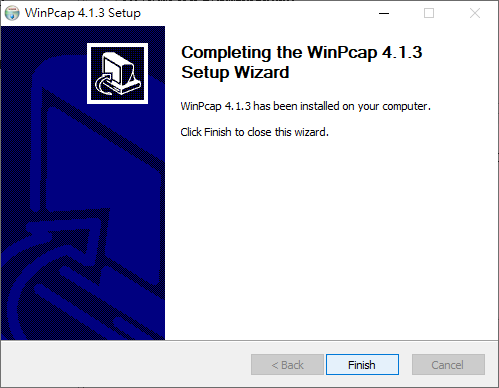 WinPcap 4.1.3 Setup
Completing the WinPcap 4.1.3
Setup Wizard
WinPcap 4.1.3 has been installed on your computer.
Click Finish to close this wizard.
< Back
Finish
Cancel